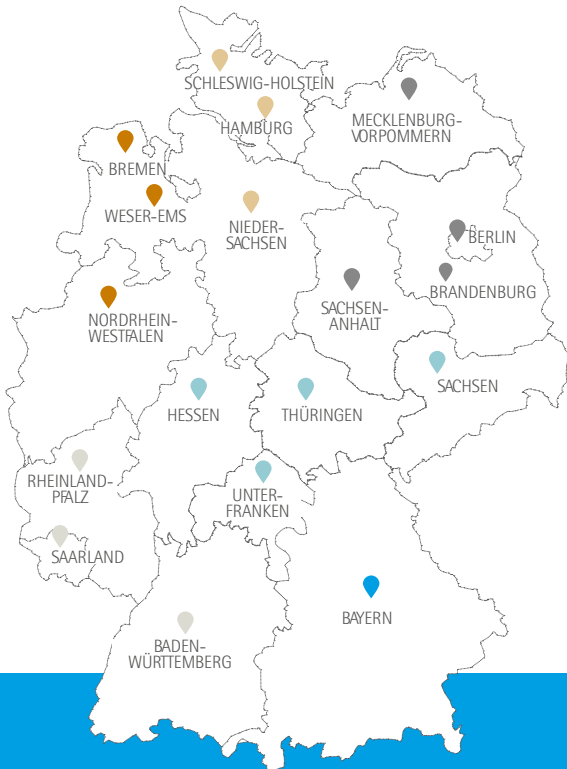 SCHLESWIG-HOLSTEIN
HAMBURG
MECKLENBURG-
VORPOMMERN
BREMEN
WESER-EMS
NIEDER-
SACHSEN
BERLIN
BRANDENBURG
SACHSEN-
ANHALT
NORDRHEIN-
WESTFALEN
HESSEN
THÜRINGEN
SACHSEN
RHEINLAND-
PFALZ
UNTER-
FRANKEN
SAARLAND
BAYERN
BADEN-
WÜRTTEMBERG